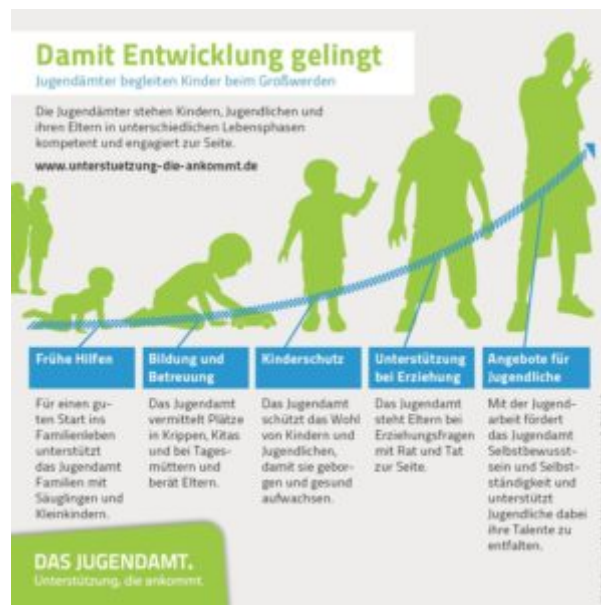 Damit Entwicklung gelingt
Jugendämter begleiten Kinder beim Großwerden
Die Jugendämter stehen Kindern, Jugendlichen und
ihren Eltern in unterschiedlichen Lebensphasen
kompetent und engagiert zur Seite.
www.unterstuetzung-die-ankommt.de
Frühe Hilfen
Für einen gu-
ten Start ins
Familienleben
unterstützt
das Jugendamt
Familien mit
Säuglingen und
Kleinkindern.
Bildung und
Betreuung
Das Jugendamt
vermittelt Plätze
in Krippen, Kitas
und bei Tages-
müttern und
berät Eltern.
Kinderschutz
Das Jugendamt
schützt das Wohl
von Kindern und
Jugendlichen,
damit sie gebor-
gen und gesund
aufwachsen.
Unterstützung
bei Erziehung
Das Jugendamt
steht Eltern bei
Erziehungsfragen
mit Rat und Tat
zur Seite.
Angebote für
Jugendliche
Mit der Jugend-
arbeit fördert
das Jugendamt
Selbstbewusst-
sein und Selbst-
ständigkeit und
unterstützt
Jugendliche dabei
ihre Talente zu
entfalten.
DAS JUGENDAMT.
Unterstützung, die ankommt.